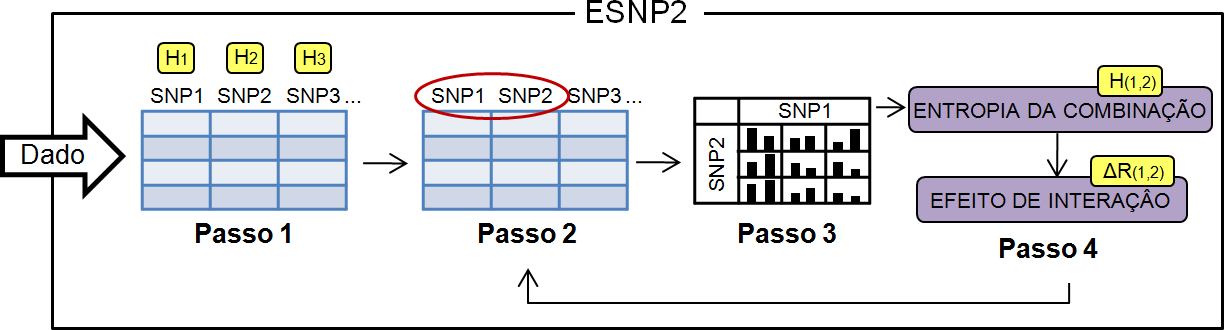 ESNP2
Dado
H1 H2 H3
SNP1 SNP2 SNP3 ...
Passo 1
SNP1 SNP2 SNP3 ...
Passo 2
SNP1
SNP2
Passo 3
H(1,2)
ENTROPIA DA COMBINAÇÃO
ΔR(1,2)
EFEITO DE INTERAÇÃO
Passo 4